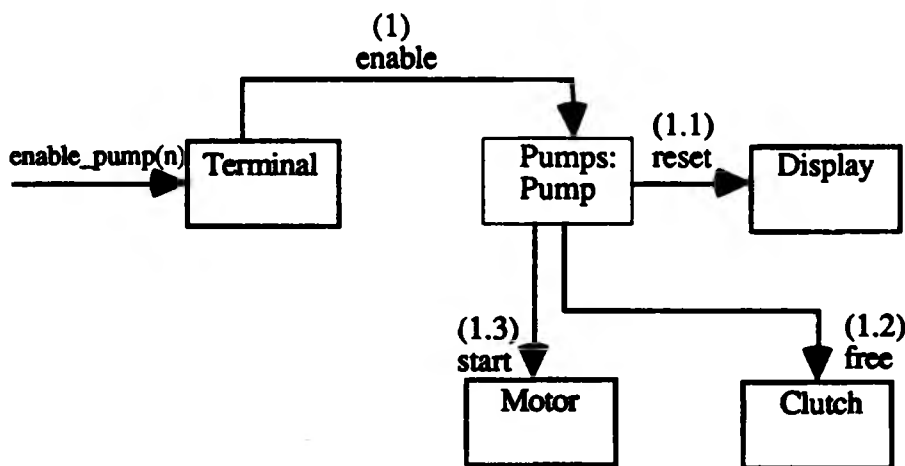 (1)
enable
enable_pump(n)
Terminal
Pumps:
Pump
(1.1)
reset
Display
(1.3)
start
Motor
(1.2)
free
Clutch